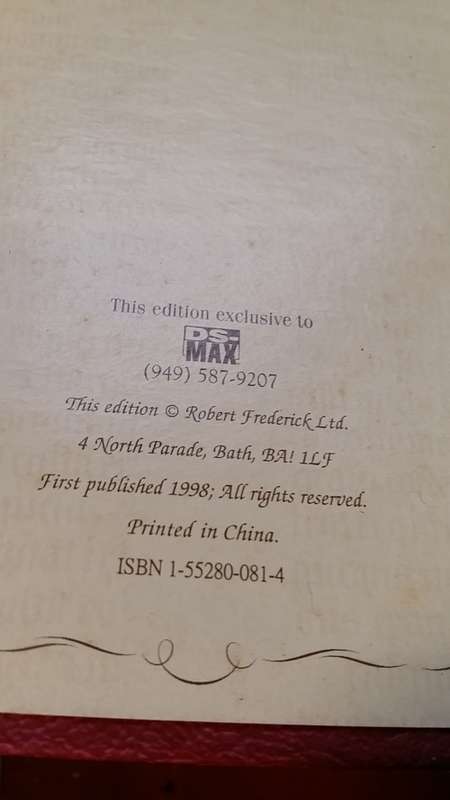 This edition exclusive to
DS-
MAX
(949) 587-9207
This edition © Robert Frederick Ltd.
4 North Parade, Bath, BA! 1LF
First published 1998; All rights reserved.
Printed in China.
ISBN 1-55280-081-4